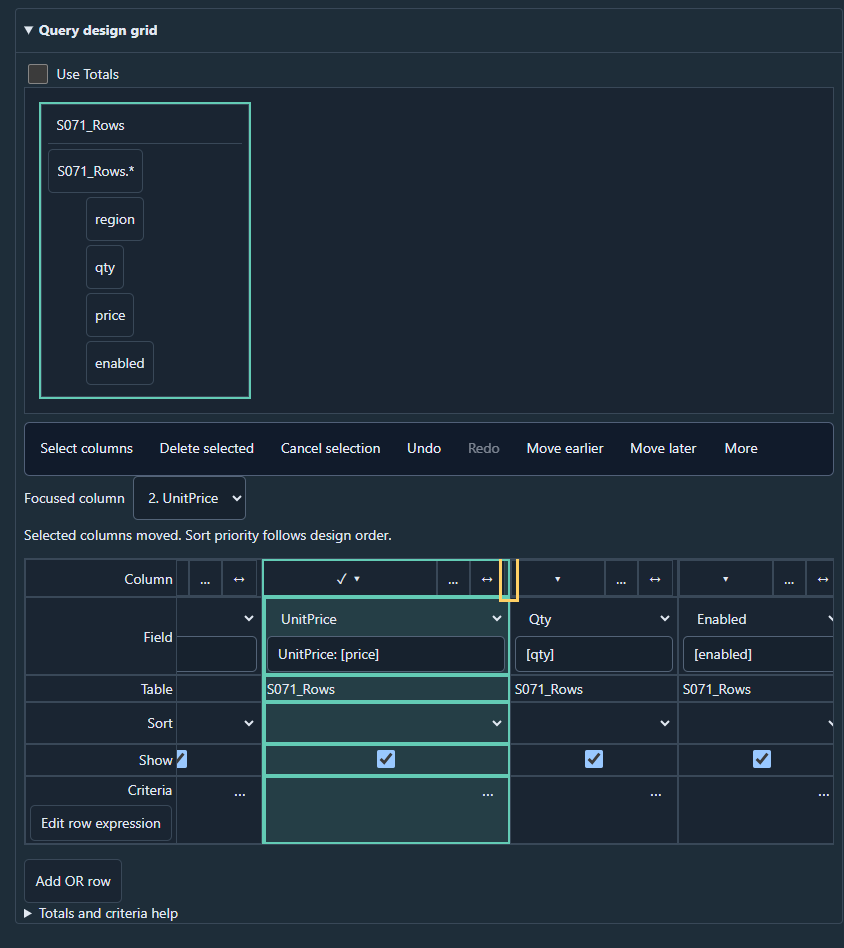 ▼ Query design grid
Use Totals
S071_Rows
S071_Rows.*
region
qty
price
enabled
Select columns Delete selected Cancel selection Undo Redo Move earlier Move later More
Focused column 2. UnitPrice
Selected columns moved. Sort priority follows design order.
Column ... ↔ ✓ ▾ ... ↔ ▾ ... ↔ ▾ ... ↔
Field UnitPrice Qty Enabled
UnitPrice: [price] [qty] [enabled]
Table S071_Rows S071_Rows S071_Rows
Sort
Show
Criteria ... ... ... ...
Edit row expression
Add OR row
▶ Totals and criteria help